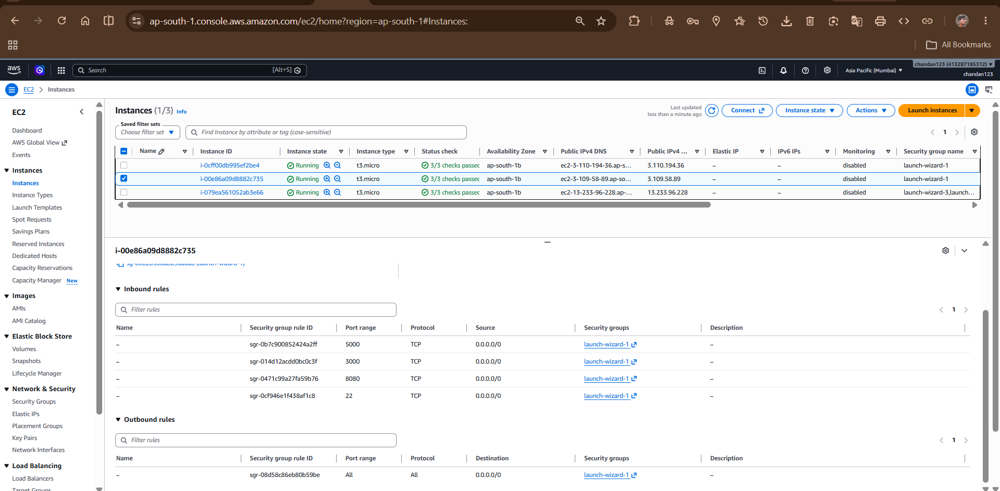 ap-south-1.console.aws.amazon.com/ec2/home?region=ap-south-1#Instances:
All Bookmarks
aws
Search
[Alt+S]
Asia Pacific (Mumbai)
chandan123 (413287185312)
chandan123
EC2
Instances
EC2
Dashboard
AWS Global View
Events
Instances
Instances
Instance Types
Launch Templates
Spot Requests
Savings Plans
Reserved Instances
Dedicated Hosts
Capacity Reservations
Capacity Manager New
Images
AMIs
AMI Catalog
Elastic Block Store
Volumes
Snapshots
Lifecycle Manager
Network & Security
Security Groups
Elastic IPs
Placement Groups
Key Pairs
Network Interfaces
Load Balancing
Load Balancers
Target Groups
Instances (1/3) Info
Last updated
less than a minute ago
Connect
Instance state
Actions
Launch instances
Saved filter sets
Choose filter set
Find Instance by attribute or tag (case-sensitive)
1
Name Instance ID Instance state Instance type Status check Availability Zone Public IPv4 DNS Public IPv4 ... Elastic IP IPv6 IPs Monitoring Security group name
i-0cff00db995ef2be4 Running t3.micro 3/3 checks passed ap-south-1b ec2-3-110-194-36.ap-s... 3.110.194.36 – – disabled launch-wizard-1
i-00e86a09d8882c735 Running t3.micro 3/3 checks passed ap-south-1b ec2-3-109-58-89.ap-so... 3.109.58.89 – – disabled launch-wizard-1
i-079ea561052ab3e66 Running t3.micro 3/3 checks passed ap-south-1b ec2-13-233-96-228.ap-... 13.233.96.228 – – disabled launch-wizard-3,launch...
i-00e86a09d8882c735
(launch-wizard-1)
Inbound rules
Filter rules
1
Name Security group rule ID Port range Protocol Source Security groups Description
– sgr-0b7c900852424a2ff 5000 TCP 0.0.0.0/0 launch-wizard-1 –
– sgr-014d12acdd0bc0c3f 3000 TCP 0.0.0.0/0 launch-wizard-1 –
– sgr-0471c99a27fa59b76 8080 TCP 0.0.0.0/0 launch-wizard-1 –
– sgr-0cf946e1f438af1c8 22 TCP 0.0.0.0/0 launch-wizard-1 –
Outbound rules
Filter rules
1
Name Security group rule ID Port range Protocol Destination Security groups Description
– sgr-08d58c86eb80b59be All All 0.0.0.0/0 launch-wizard-1 –